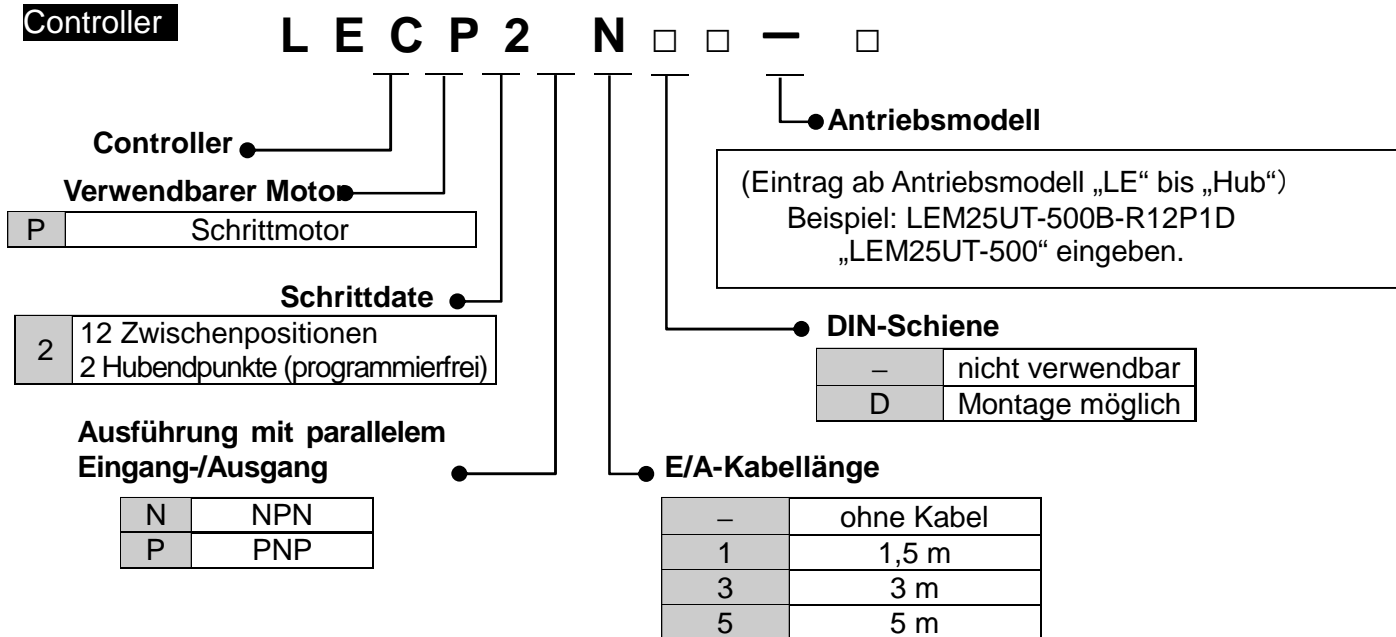 Controller
L E C P 2 N □ □ − □
Antriebsmodell
(Eintrag ab Antriebsmodell „LE“ bis „Hub“)
Beispiel: LEM25UT-500B-R12P1D
„LEM25UT-500“ eingeben.
Controller
Verwendbarer Motor
P Schrittmotor
Schrittdate
2 12 Zwischenpositionen
2 Hubendpunkte (programmierfrei)
DIN-Schiene
− nicht verwendbar
D Montage möglich
Ausführung mit parallelem
Eingang-/Ausgang
N NPN
P PNP
E/A-Kabellänge
− ohne Kabel
1 1,5 m
3 3 m
5 5 m